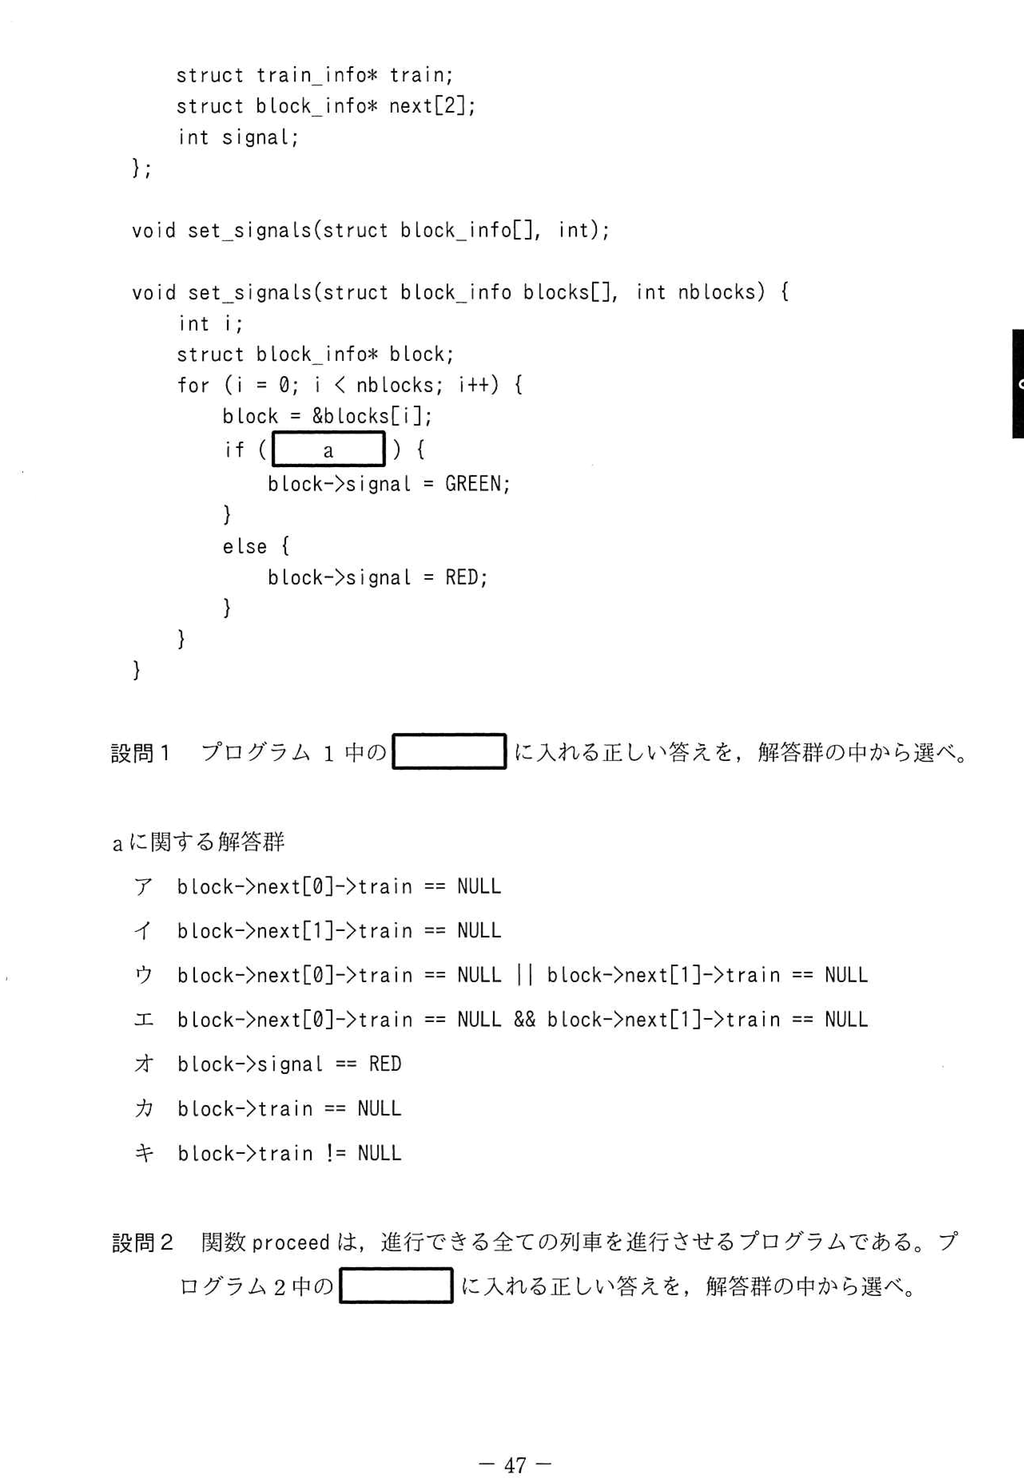 struct train_info* train;
struct block_info* next[2];
int signal;
};
void set_signals(struct block_info[], int);
void set_signals(struct block_info blocks[], int nblocks) {
int i;
struct block_info* block;
for (i = 0; i < nblocks; i++) {
block = &blocks[i];
if ( a ) {
block->signal = GREEN;
}
else {
block->signal = RED;
}
}
}
設問1 プログラム 1 中の に入れる正しい答えを，解答群の中から選べ。
aに関する解答群
ア block->next[0]->train == NULL
イ block->next[1]->train == NULL
ウ block->next[0]->train == NULL || block->next[1]->train == NULL
エ block->next[0]->train == NULL && block->next[1]->train == NULL
オ block->signal == RED
カ block->train == NULL
キ block->train != NULL
設問2 関数 proceed は，進行できる全ての列車を進行させるプログラムである。プ
ログラム2中の に入れる正しい答えを，解答群の中から選べ。
－ 47 －